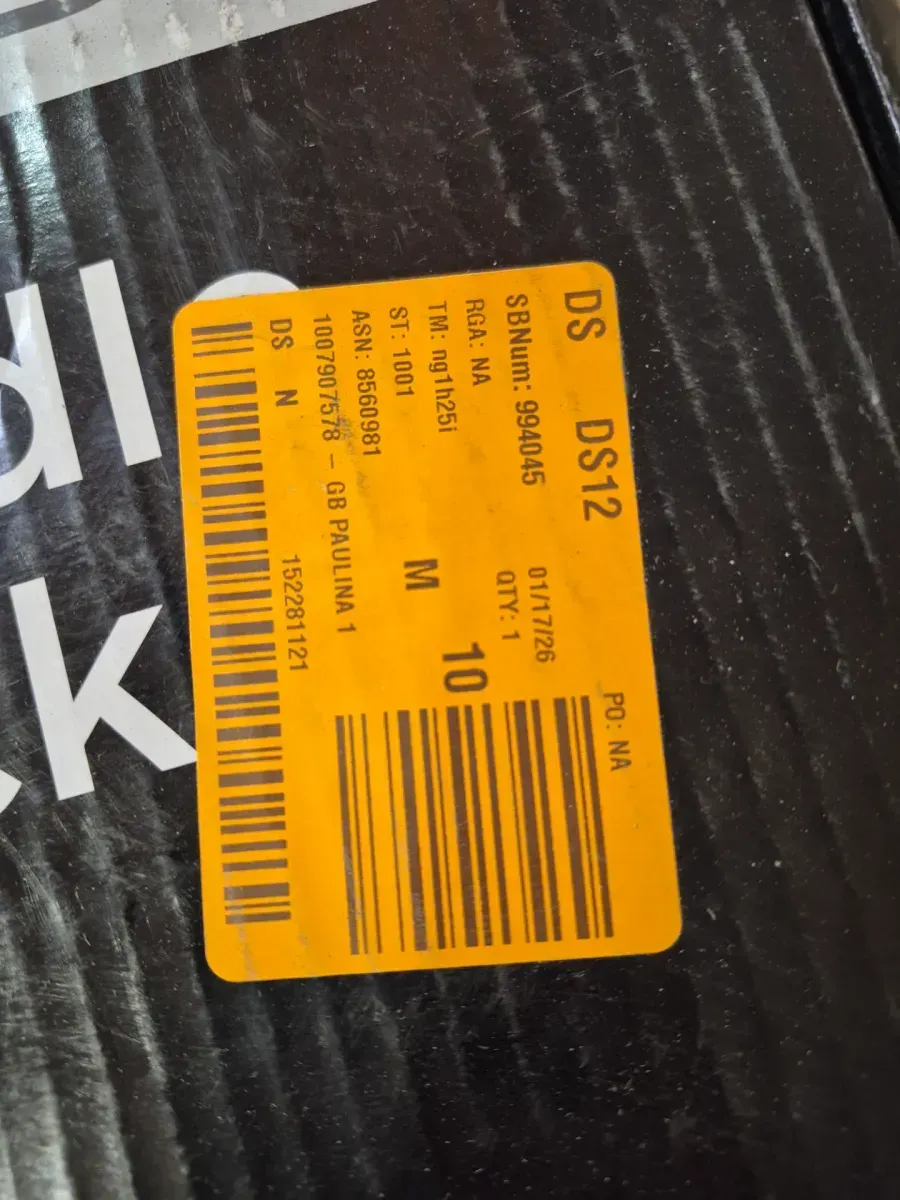 DS DS12 PO: NA
SBNum: 994045 01/17/26
RGA: NA QTY: 1
TM: ng1h25i 10
ST: 1001 M
ASN: 8560981
1007907578 - GB PAULINA 1
DS N 152281121
k